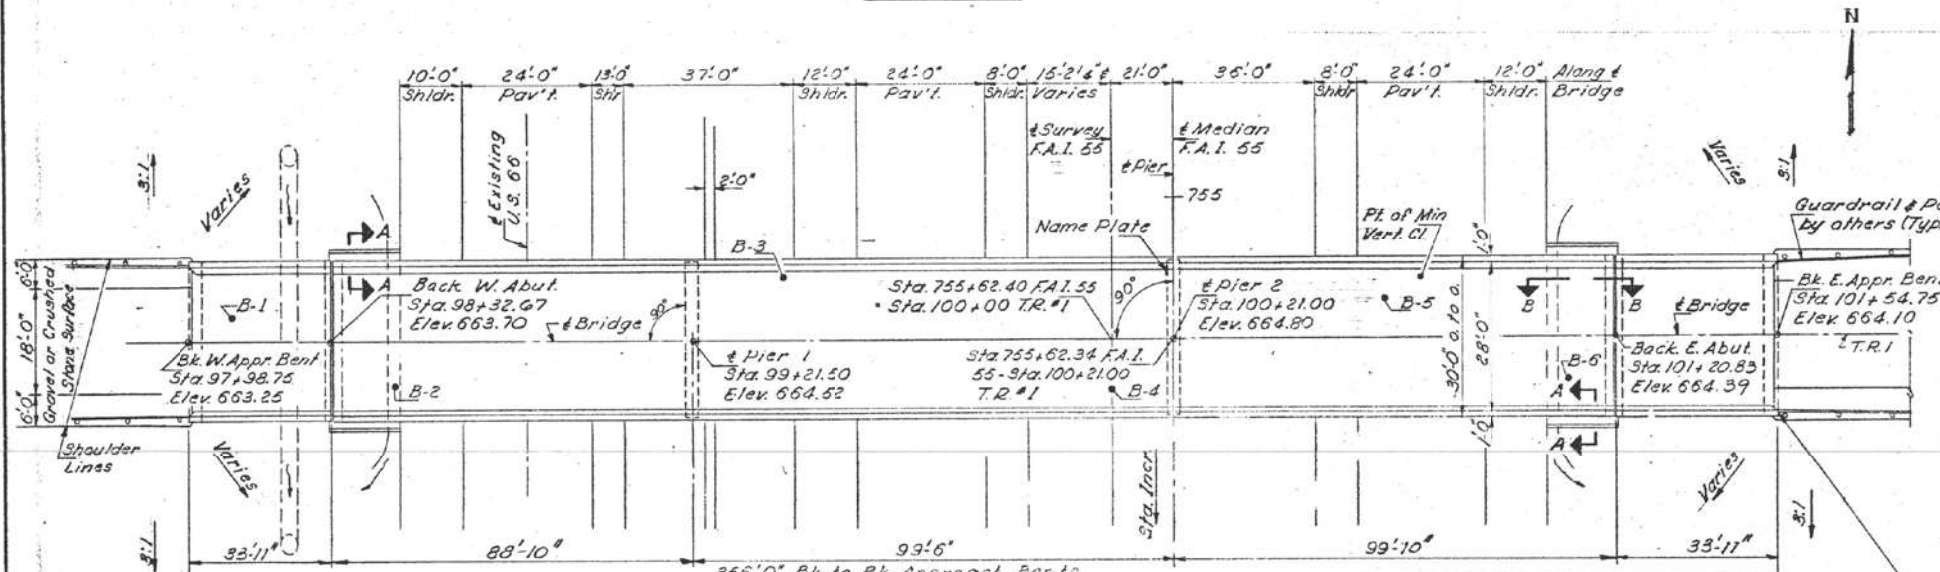 N
10'-0" 24'-0" 13'-0" 37'-0" 12'-0" 24'-0" 8'-0" 15'-2¼"± 21'-0" 36'-0" 8'-0" 24'-0" 12'-0" Along ℄
Shldr. Pav't. Shr Shldr. Pav't. Shldr. Varies Shldr Pav't. Shldr. Bridge
℄ Existing
U.S. 66
2'-0"
℄ Survey
F.A.I. 55
℄ Median
F.A.I. 55
℄ Pier
755
3:1
Varies
Varies
3:1
Guardrail &
by others
Name Plate
Pt. of Min
Vert. Cl.
1'-0"
A
A
B-3
6'-0"
18'-0"
6'-0"
Gravel or Crushed
Stone Surface
B-1
Back W. Abut.
Sta. 98+32.67
Elev. 663.70
℄ Bridge
90°
Sta. 755+62.40 F.A.I. 55
Sta. 100+00 T.R. #1
90°
℄ Pier 2
Sta. 100+21.00
Elev. 664.80
B-5
B
B
℄ Bridge
Bk. E. Appr. Bent
Sta. 101+54.75
Elev. 664.10
℄ T.R. 1
Bk. W. Appr. Bent
Sta. 97+98.75
Elev. 663.25
B-2
℄ Pier 1
Sta. 99+21.50
Elev. 664.52
Sta 755+62.34 F.A.I.
55 - Sta. 100+21.00
T.R. #1
B-4
30'-0" o. to o.
28'-0"
B-6
A
A
Back. E. Abut.
Sta. 101+20.83
Elev. 664.39
1'-0"
Shoulder
Lines
Varies
Sta. Incr.
Varies
3:1
3:1
33'-11" 88'-10" 99'-6" 99'-10" 33'-11"
356'-0" Bk. to Bk. Approach Bents